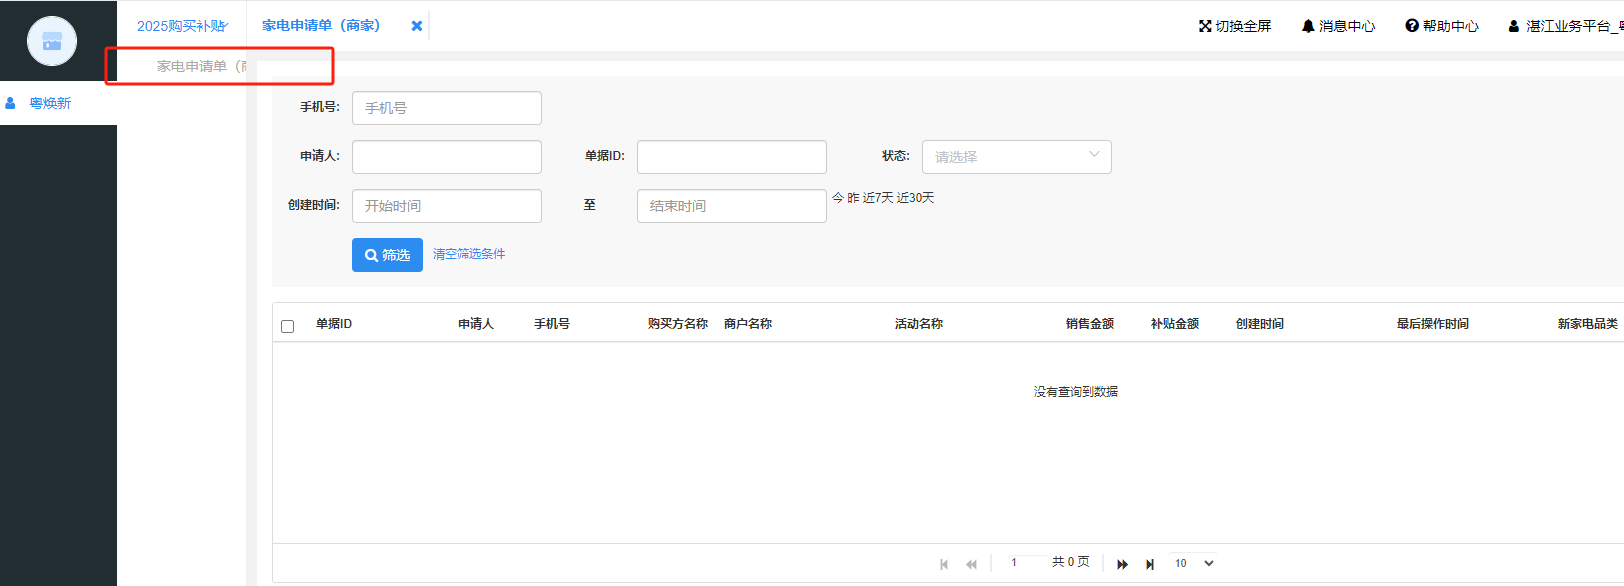 2025购买补贴 家电申请单（商家） 切换全屏 消息中心 帮助中心 湛江业务平台_
家电申请单（商
粤焕新
手机号: 手机号
申请人: 单据ID: 状态: 请选择
创建时间: 开始时间 至 结束时间 今 昨 近7天 近30天
筛选 清空筛选条件
单据ID 申请人 手机号 购买方名称 商户名称 活动名称 销售金额 补贴金额 创建时间 最后操作时间 新家电品类
没有查询到数据
1 共 0 页 10